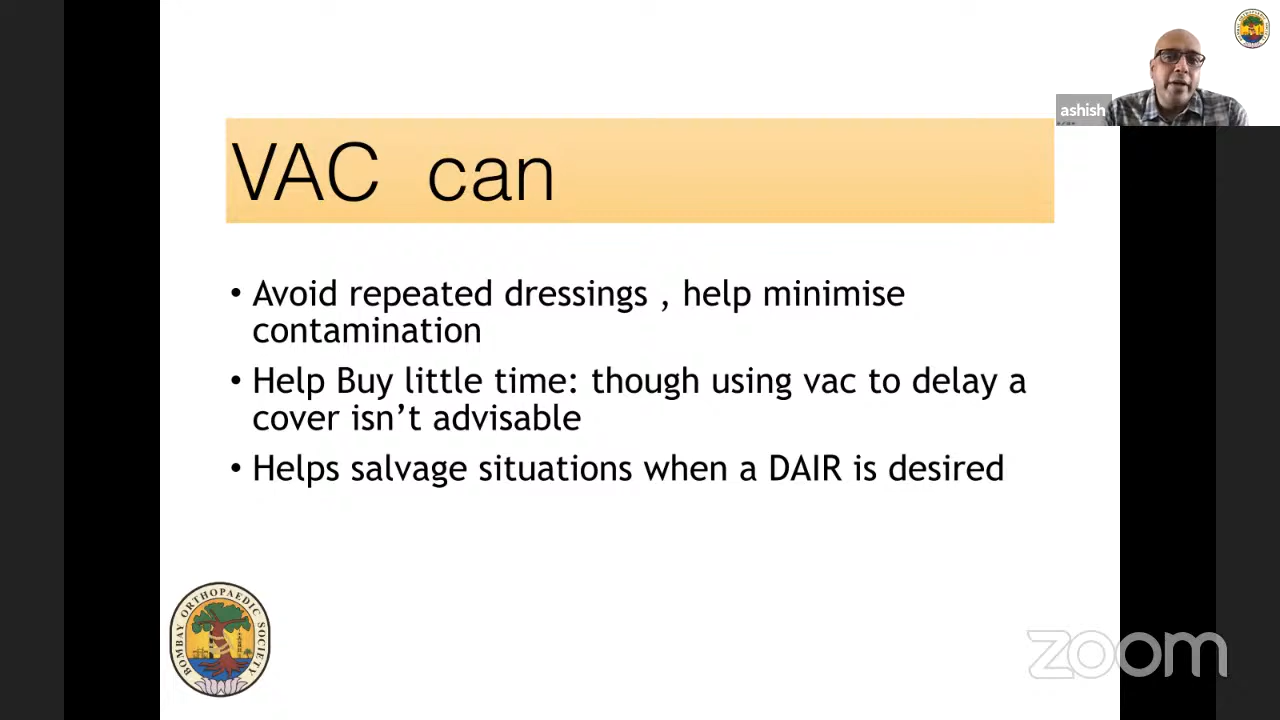 ashish
VAC can
• Avoid repeated dressings , help minimise
contamination
• Help Buy little time: though using vac to delay a
cover isn’t advisable
• Helps salvage situations when a DAIR is desired
BOMBAY ORTHOPAEDIC SOCIETY
zoom